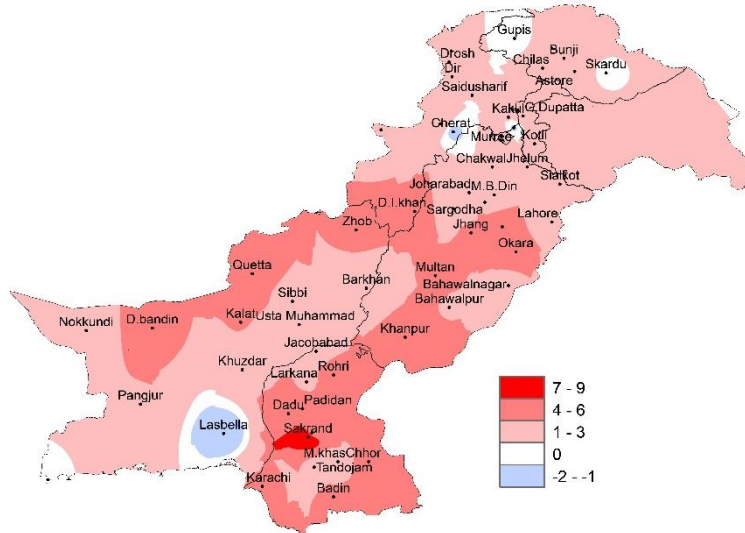 Gupis
Drosh
Bunji
Chilas
Skardu
Dir
Astore
Saidusharif
Kakul
G.Dupatta
Cherat
Murree
Kotli
Chakwal
Jhelum
Sialkot
Joharabad
M.B.Din
D.I.khan
Sargodha
Lahore
Zhob
Jhang
Okara
Quetta
Multan
Barkhan
Bahawalnagar
Sibbi
Bahawalpur
Nokkundi
D.bandin
Kalat
Usta Muhammad
Khanpur
Jacobabad
Khuzdar
Rohri
Larkana
Pangjur
Padidan
Dadu
Lasbella
Sakrand
M.khas
Chhor
Tandojam
Karachi
Badin
7 - 9
4 - 6
1 - 3
0
-2 - -1